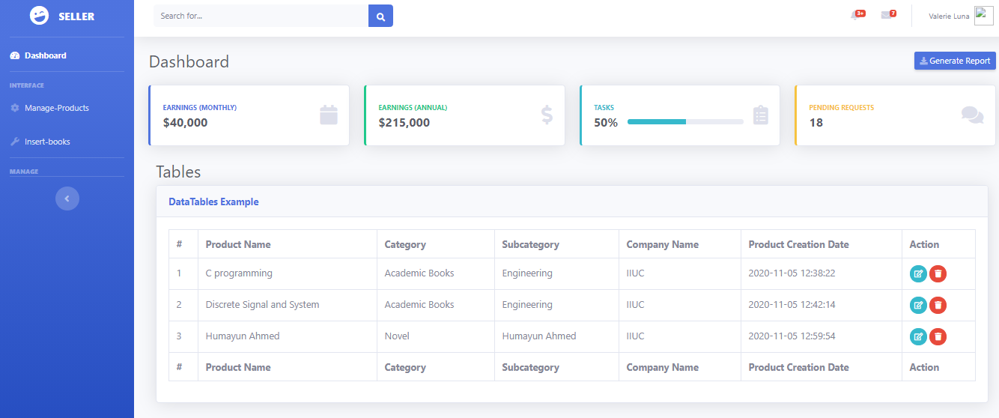 SELLER
Search for...
3+
7
Valerie Luna
Dashboard
INTERFACE
Manage-Products
Insert-books
MANAGE
Dashboard
Generate Report
EARNINGS (MONTHLY)
$40,000
EARNINGS (ANNUAL)
$215,000
TASKS
50%
PENDING REQUESTS
18
Tables
DataTables Example
# Product Name Category Subcategory Company Name Product Creation Date Action
1 C programming Academic Books Engineering IIUC 2020-11-05 12:38:22
2 Discrete Signal and System Academic Books Engineering IIUC 2020-11-05 12:42:14
3 Humayun Ahmed Novel Humayun Ahmed IIUC 2020-11-05 12:59:54
# Product Name Category Subcategory Company Name Product Creation Date Action